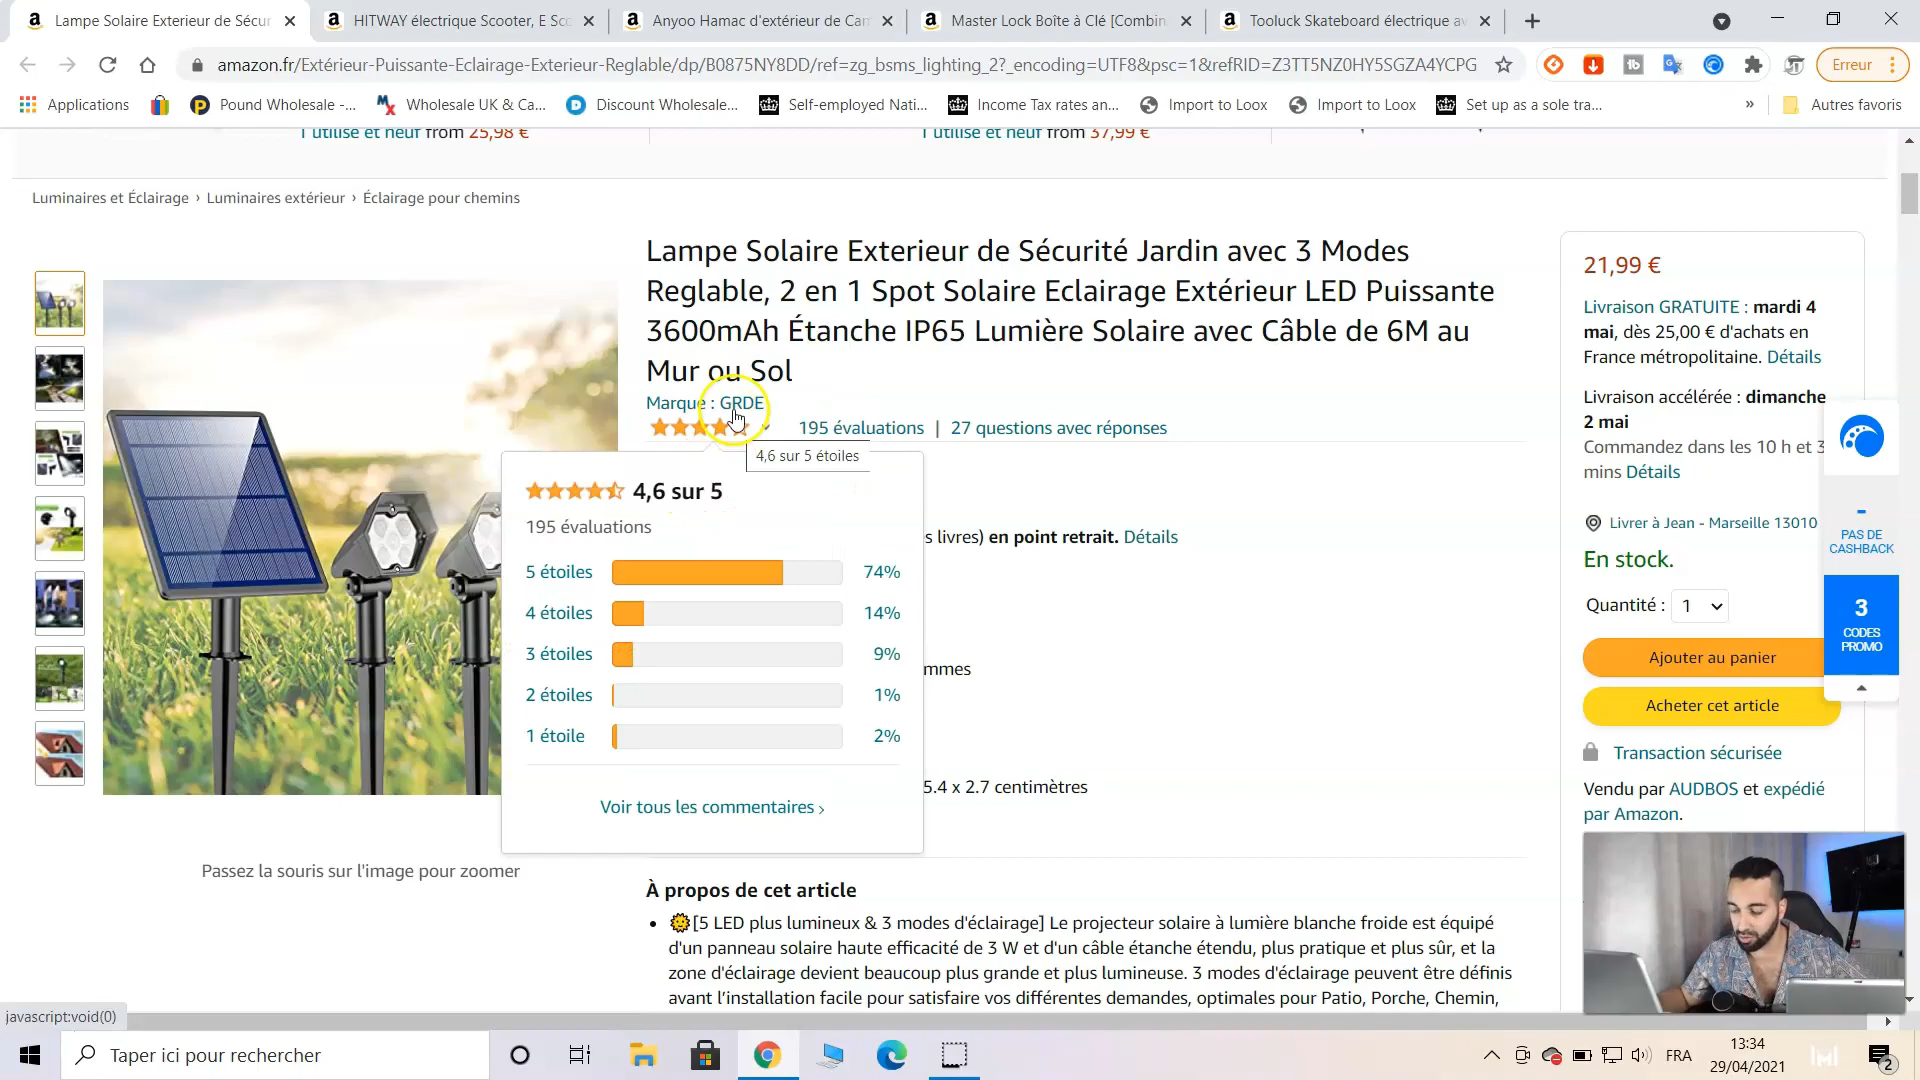 Lampe Solaire Exterieur de Sécur
HITWAY électrique Scooter, E Sco
Anyoo Hamac d'extérieur de Cam
Master Lock Boîte à Clé [Combin
Tooluck Skateboard électrique av
amazon.fr/Extérieur-Puissante-Eclairage-Exterieur-Reglable/dp/B0875NY8DD/ref=zg_bsms_lighting_2?_encoding=UTF8&psc=1&refRID=Z3TT5NZ0HY5SGZA4YCPG
Erreur
Applications
Pound Wholesale -...
Wholesale UK & Ca...
Discount Wholesale...
Self-employed Nati...
Income Tax rates an...
Import to Loox
Import to Loox
Set up as a sole tra...
»
Autres favoris
1 utilisé et neuf from 25,98 €
1 utilisé et neuf from 37,99 €
Luminaires et Éclairage › Luminaires extérieur › Éclairage pour chemins
Lampe Solaire Exterieur de Sécurité Jardin avec 3 Modes
Reglable, 2 en 1 Spot Solaire Eclairage Extérieur LED Puissante
3600mAh Étanche IP65 Lumière Solaire avec Câble de 6M au
Mur ou Sol
Marque : GRDE
195 évaluations | 27 questions avec réponses
4,6 sur 5 étoiles
4,6 sur 5
195 évaluations
5 étoiles 74%
4 étoiles 14%
3 étoiles 9%
2 étoiles 1%
1 étoile 2%
Voir tous les commentaires ›
s livres) en point retrait. Détails
mmes
5.4 x 2.7 centimètres
Passez la souris sur l'image pour zoomer
À propos de cet article
[5 LED plus lumineux & 3 modes d'éclairage] Le projecteur solaire à lumière blanche froide est équipé
d'un panneau solaire haute efficacité de 3 W et d'un câble étanche étendu, plus pratique et plus sûr, et la
zone d'éclairage devient beaucoup plus grande et plus lumineuse. 3 modes d'éclairage peuvent être définis
avant l'installation facile pour satisfaire vos différentes demandes, optimales pour Patio, Porche, Chemin,
21,99 €
Livraison GRATUITE : mardi 4
mai, dès 25,00 € d'achats en
France métropolitaine. Détails
Livraison accélérée : dimanche
2 mai
Commandez dans les 10 h et 3
mins Détails
Livrer à Jean - Marseille 13010
En stock.
Quantité : 1
Ajouter au panier
Acheter cet article
Transaction sécurisée
Vendu par AUDBOS et expédié
par Amazon.
-
PAS DE
CASHBACK
3
CODES
PROMO
javascript:void(0)
Taper ici pour rechercher
FRA
13:34
29/04/2021
2